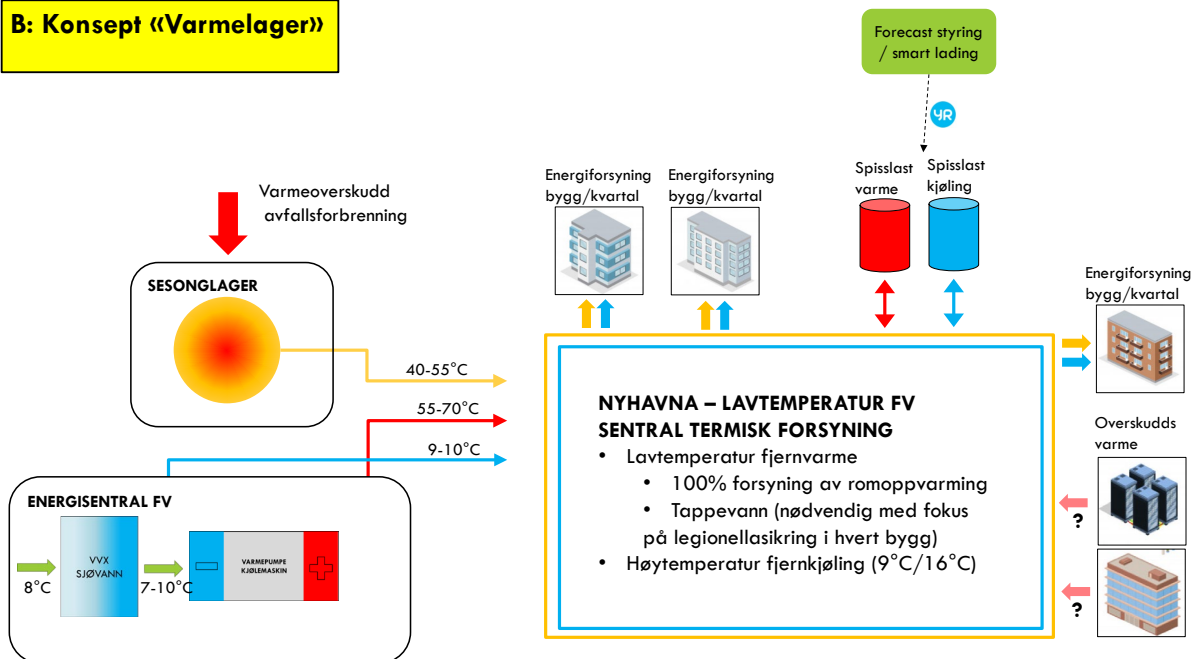 B: Konsept «Varmelager»
Forecast styring
/ smart lading
YR
Varmeoverskudd
avfallsforbrenning
Energiforsyning
bygg/kvartal
Energiforsyning
bygg/kvartal
Spisslast
varme
Spisslast
kjøling
SESONGLAGER
Energiforsyning
bygg/kvartal
40-55°C
55-70°C
9-10°C
NYHAVNA – LAVTEMPERATUR FV
SENTRAL TERMISK FORSYNING
• Lavtemperatur fjernvarme
• 100% forsyning av romoppvarming
• Tappevann (nødvendig med fokus
på legionellasikring i hvert bygg)
• Høytemperatur fjernkjøling (9°C/16°C)
Overskudds
varme
?
?
ENERGISENTRAL FV
VVX
SJØVANN
8°C
7-10°C
VARMEPUMPE
KJØLEMASKIN